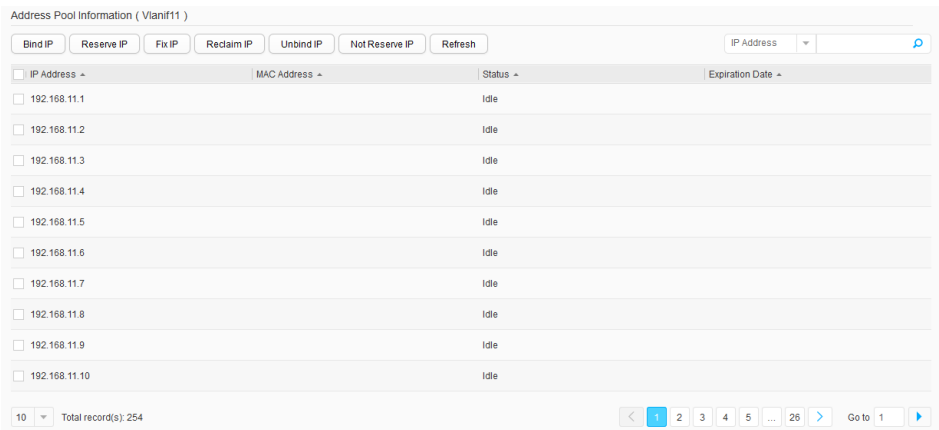 Address Pool Information ( Vlanif11 )
Bind IP Reserve IP Fix IP Reclaim IP Unbind IP Not Reserve IP Refresh IP Address
IP Address MAC Address Status Expiration Date
192.168.11.1 Idle
192.168.11.2 Idle
192.168.11.3 Idle
192.168.11.4 Idle
192.168.11.5 Idle
192.168.11.6 Idle
192.168.11.7 Idle
192.168.11.8 Idle
192.168.11.9 Idle
192.168.11.10 Idle
10 Total record(s): 254 < 1 2 3 4 5 ... 26 > Go to 1